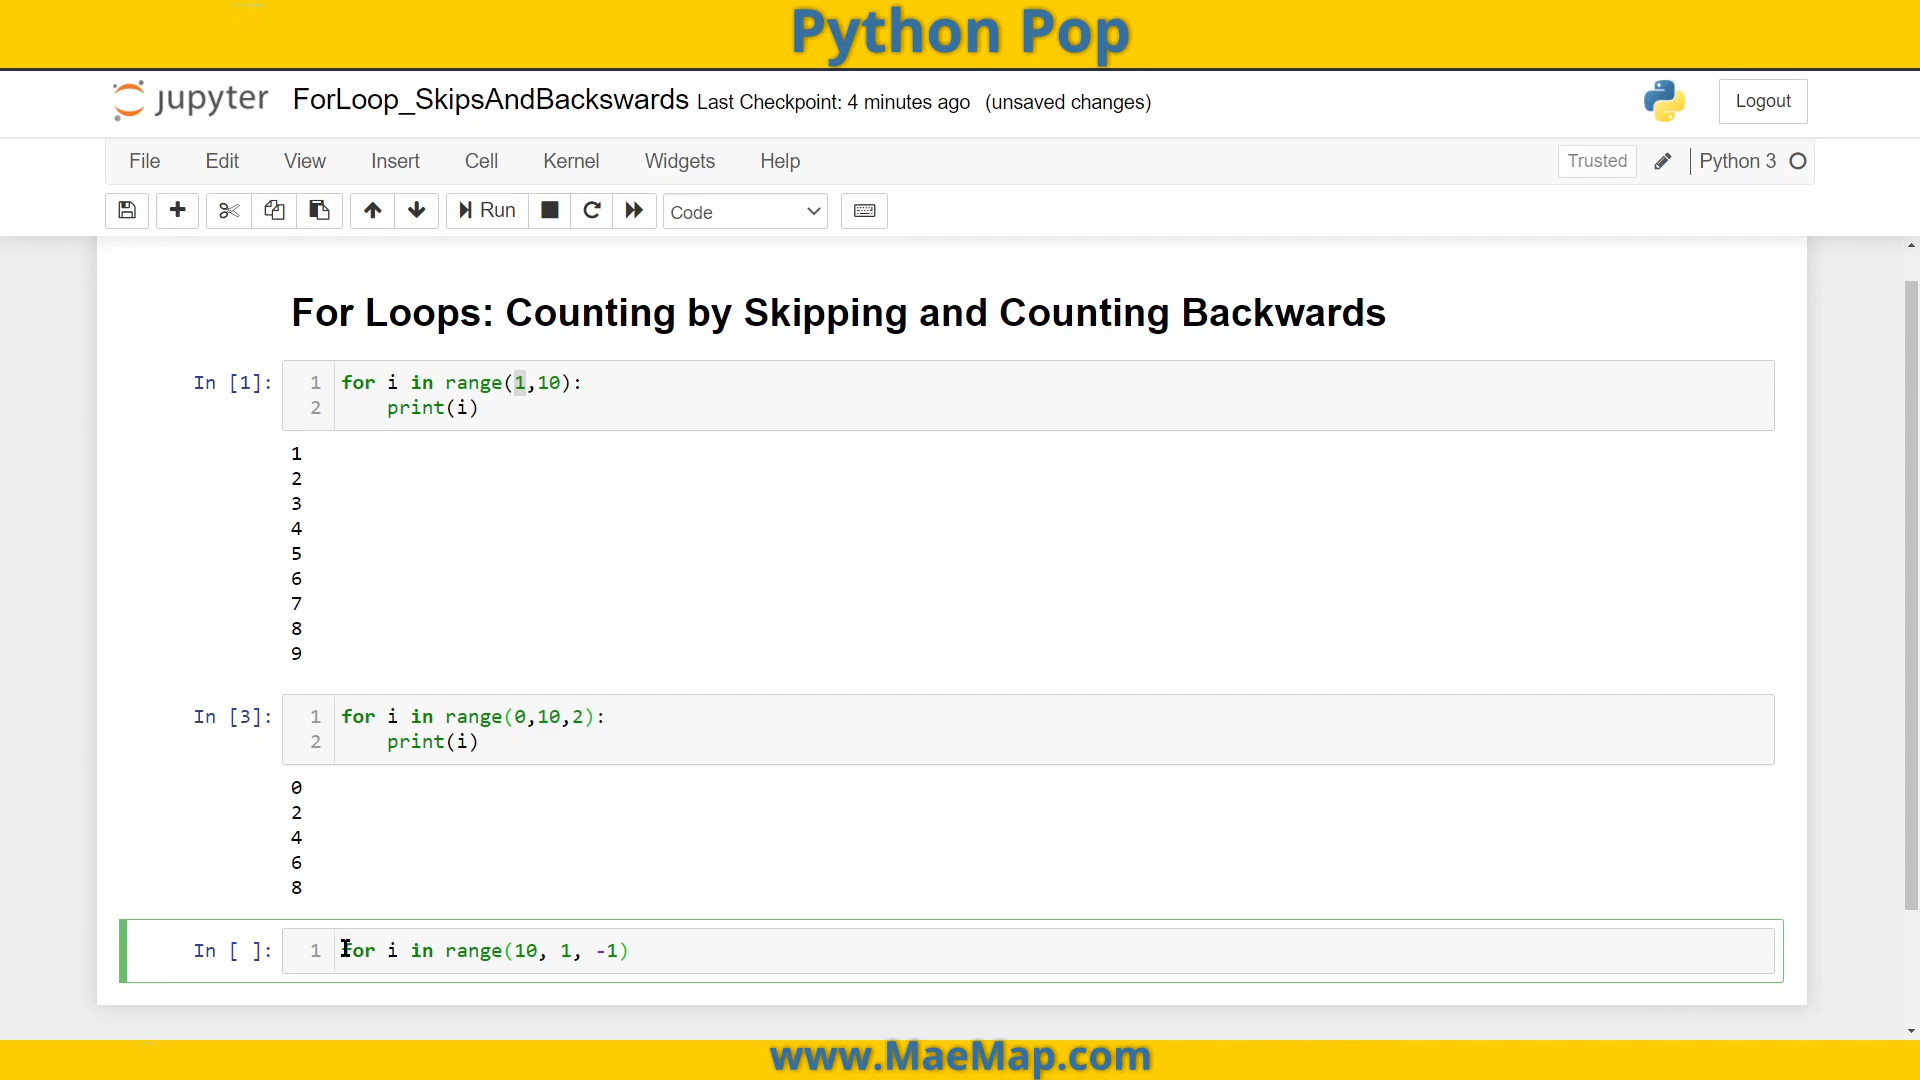 Python Pop
jupyter ForLoop_SkipsAndBackswards Last Checkpoint: 4 minutes ago (unsaved changes) Logout
File Edit View Insert Cell Kernel Widgets Help Trusted Python 3
Run Code
For Loops: Counting by Skipping and Counting Backwards
In [1]: 1 for i in range(1,10):
2 print(i)
1
2
3
4
5
6
7
8
9
In [3]: 1 for i in range(0,10,2):
2 print(i)
0
2
4
6
8
In [ ]: 1 for i in range(10, 1, -1)
www.MaeMap.com